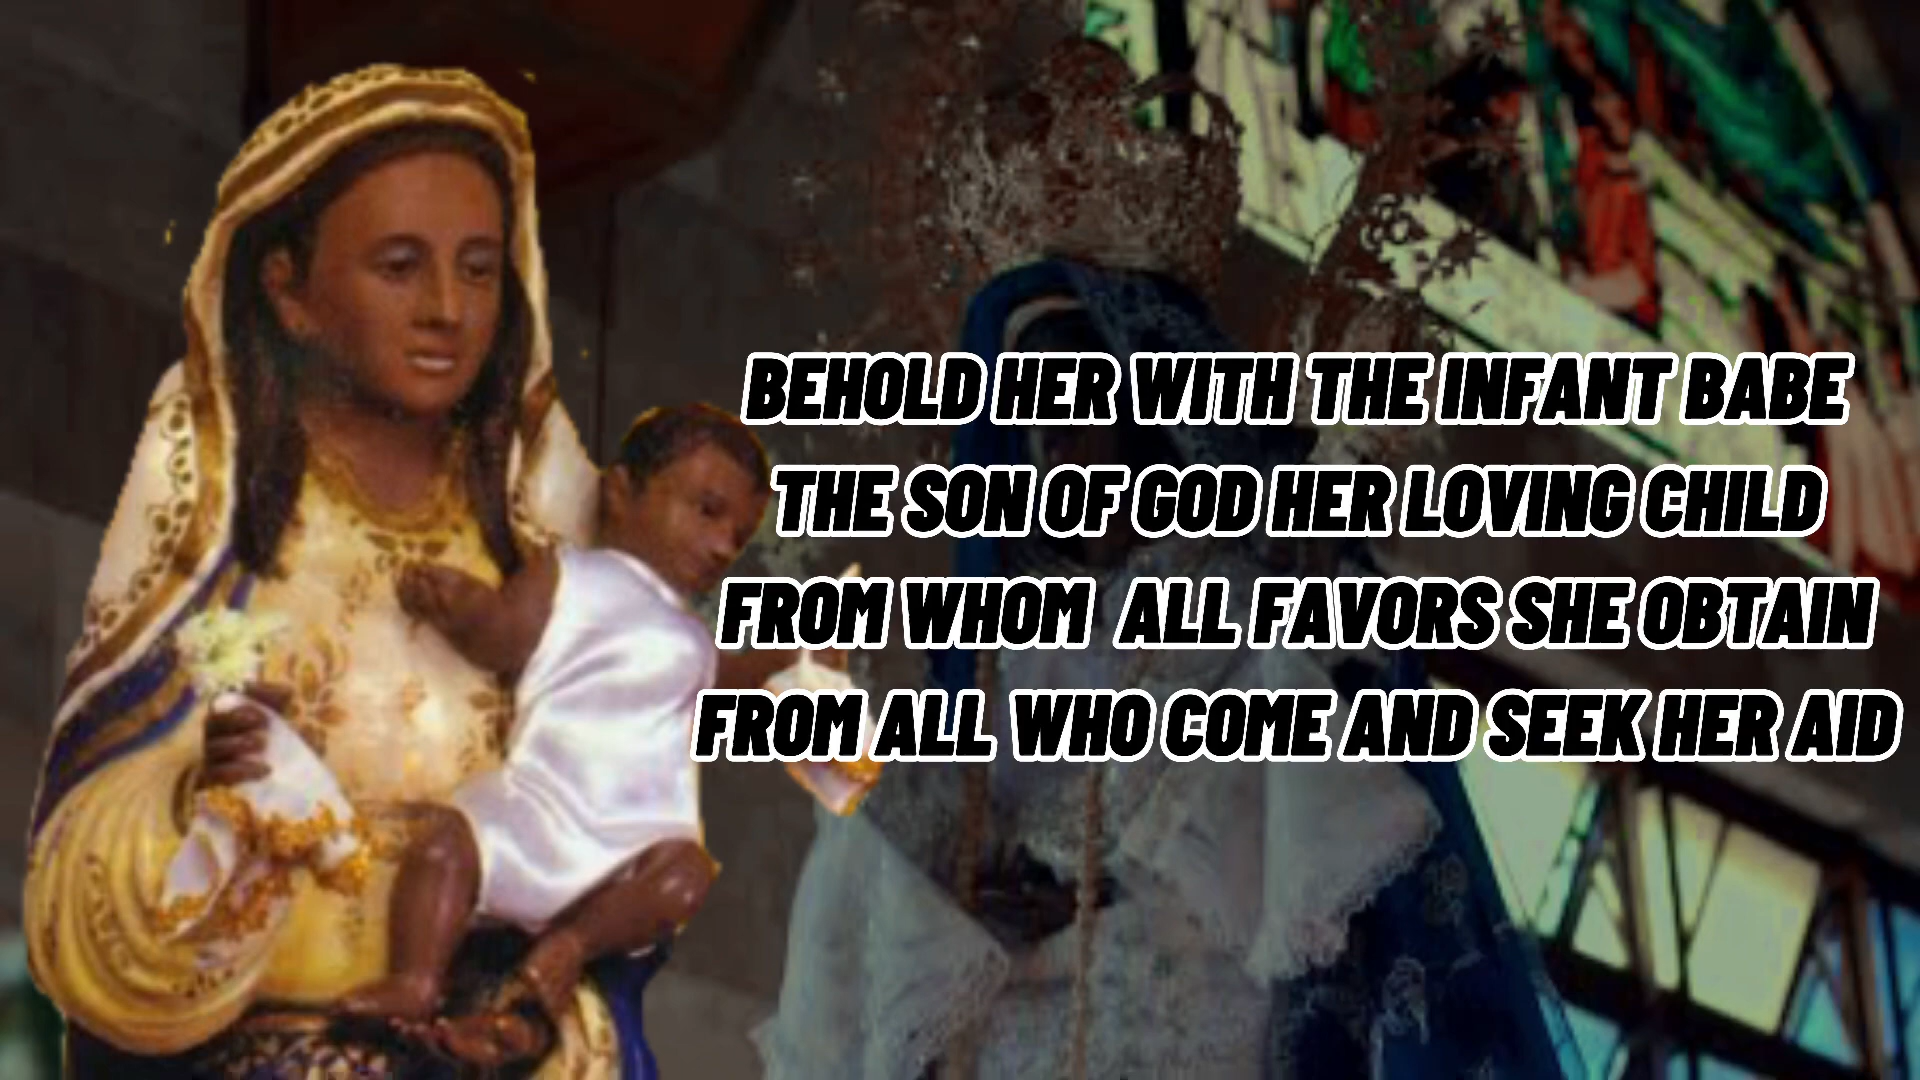 BEHOLD HER WITH THE INFANT BABE
THE SON OF GOD HER LOVING CHILD
FROM WHOM ALL FAVORS SHE OBTAIN
FROM ALL WHO COME AND SEEK HER AID